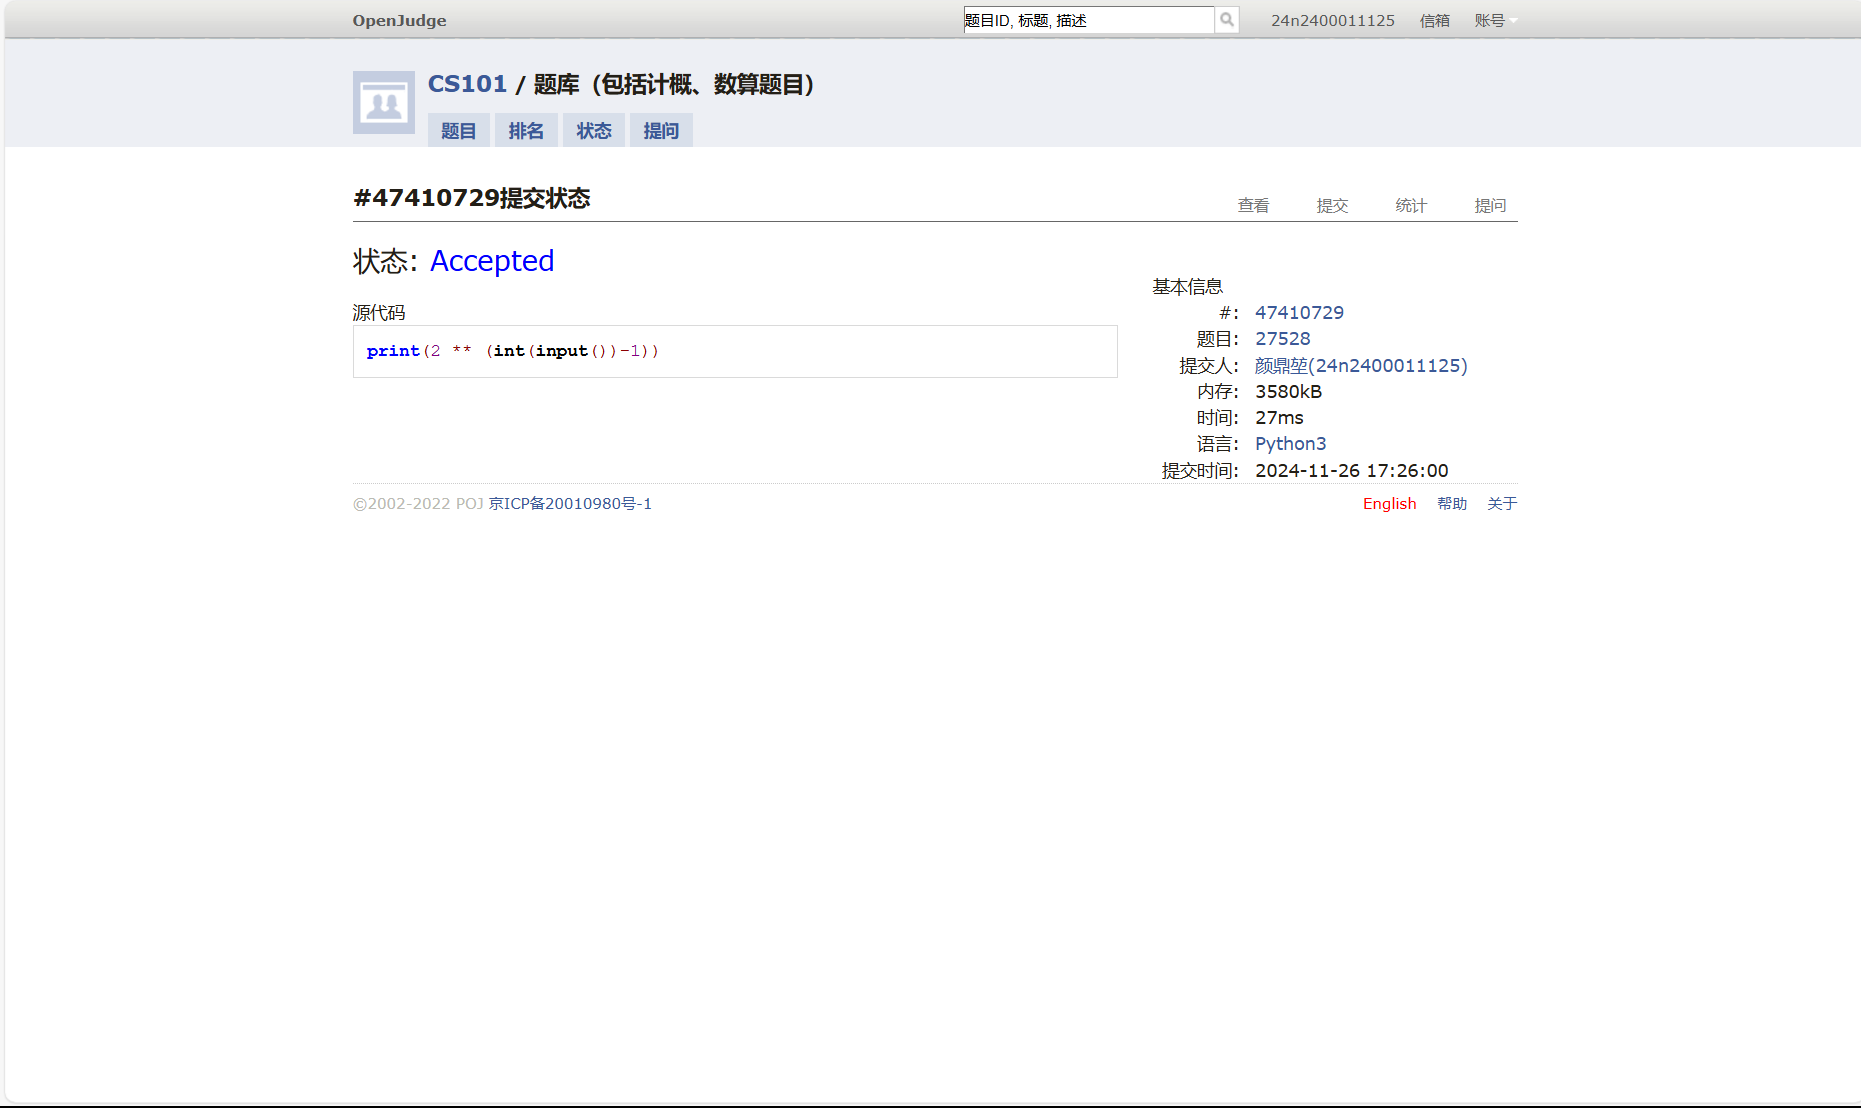 OpenJudge
题目ID, 标题, 描述
24n2400011125 信箱 账号
CS101 / 题库（包括计概、数算题目）
题目 排名 状态 提问
#47410729提交状态
查看 提交 统计 提问
状态: Accepted
基本信息
源代码
#: 47410729
题目: 27528
print(2 ** (int(input())-1))
提交人: 颜鼎堃(24n2400011125)
内存: 3580kB
时间: 27ms
语言: Python3
提交时间: 2024-11-26 17:26:00
©2002-2022 POJ 京ICP备20010980号-1
English 帮助 关于